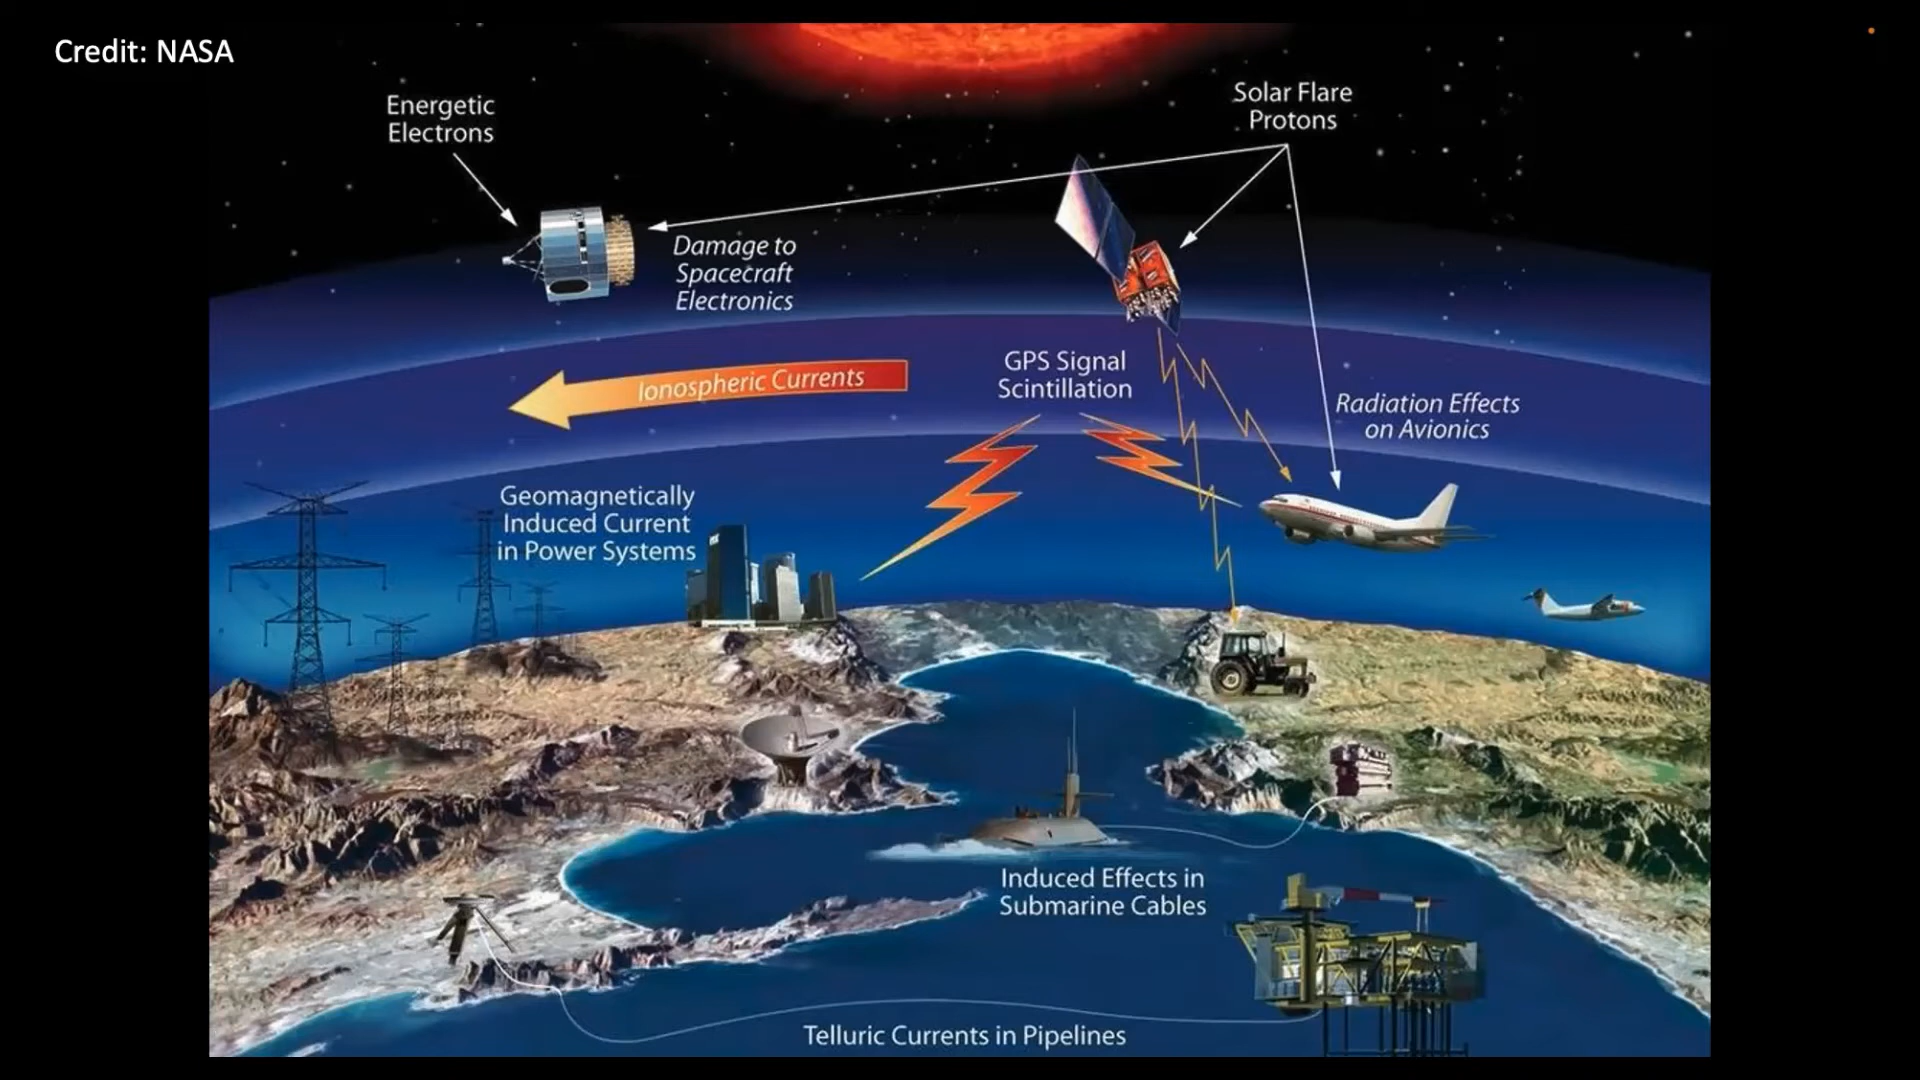 Credit: NASA
Energetic
Electrons
Solar Flare
Protons
Damage to
Spacecraft
Electronics
Ionospheric Currents
GPS Signal
Scintillation
Radiation Effects
on Avionics
Geomagnetically
Induced Current
in Power Systems
Induced Effects in
Submarine Cables
Telluric Currents in Pipelines